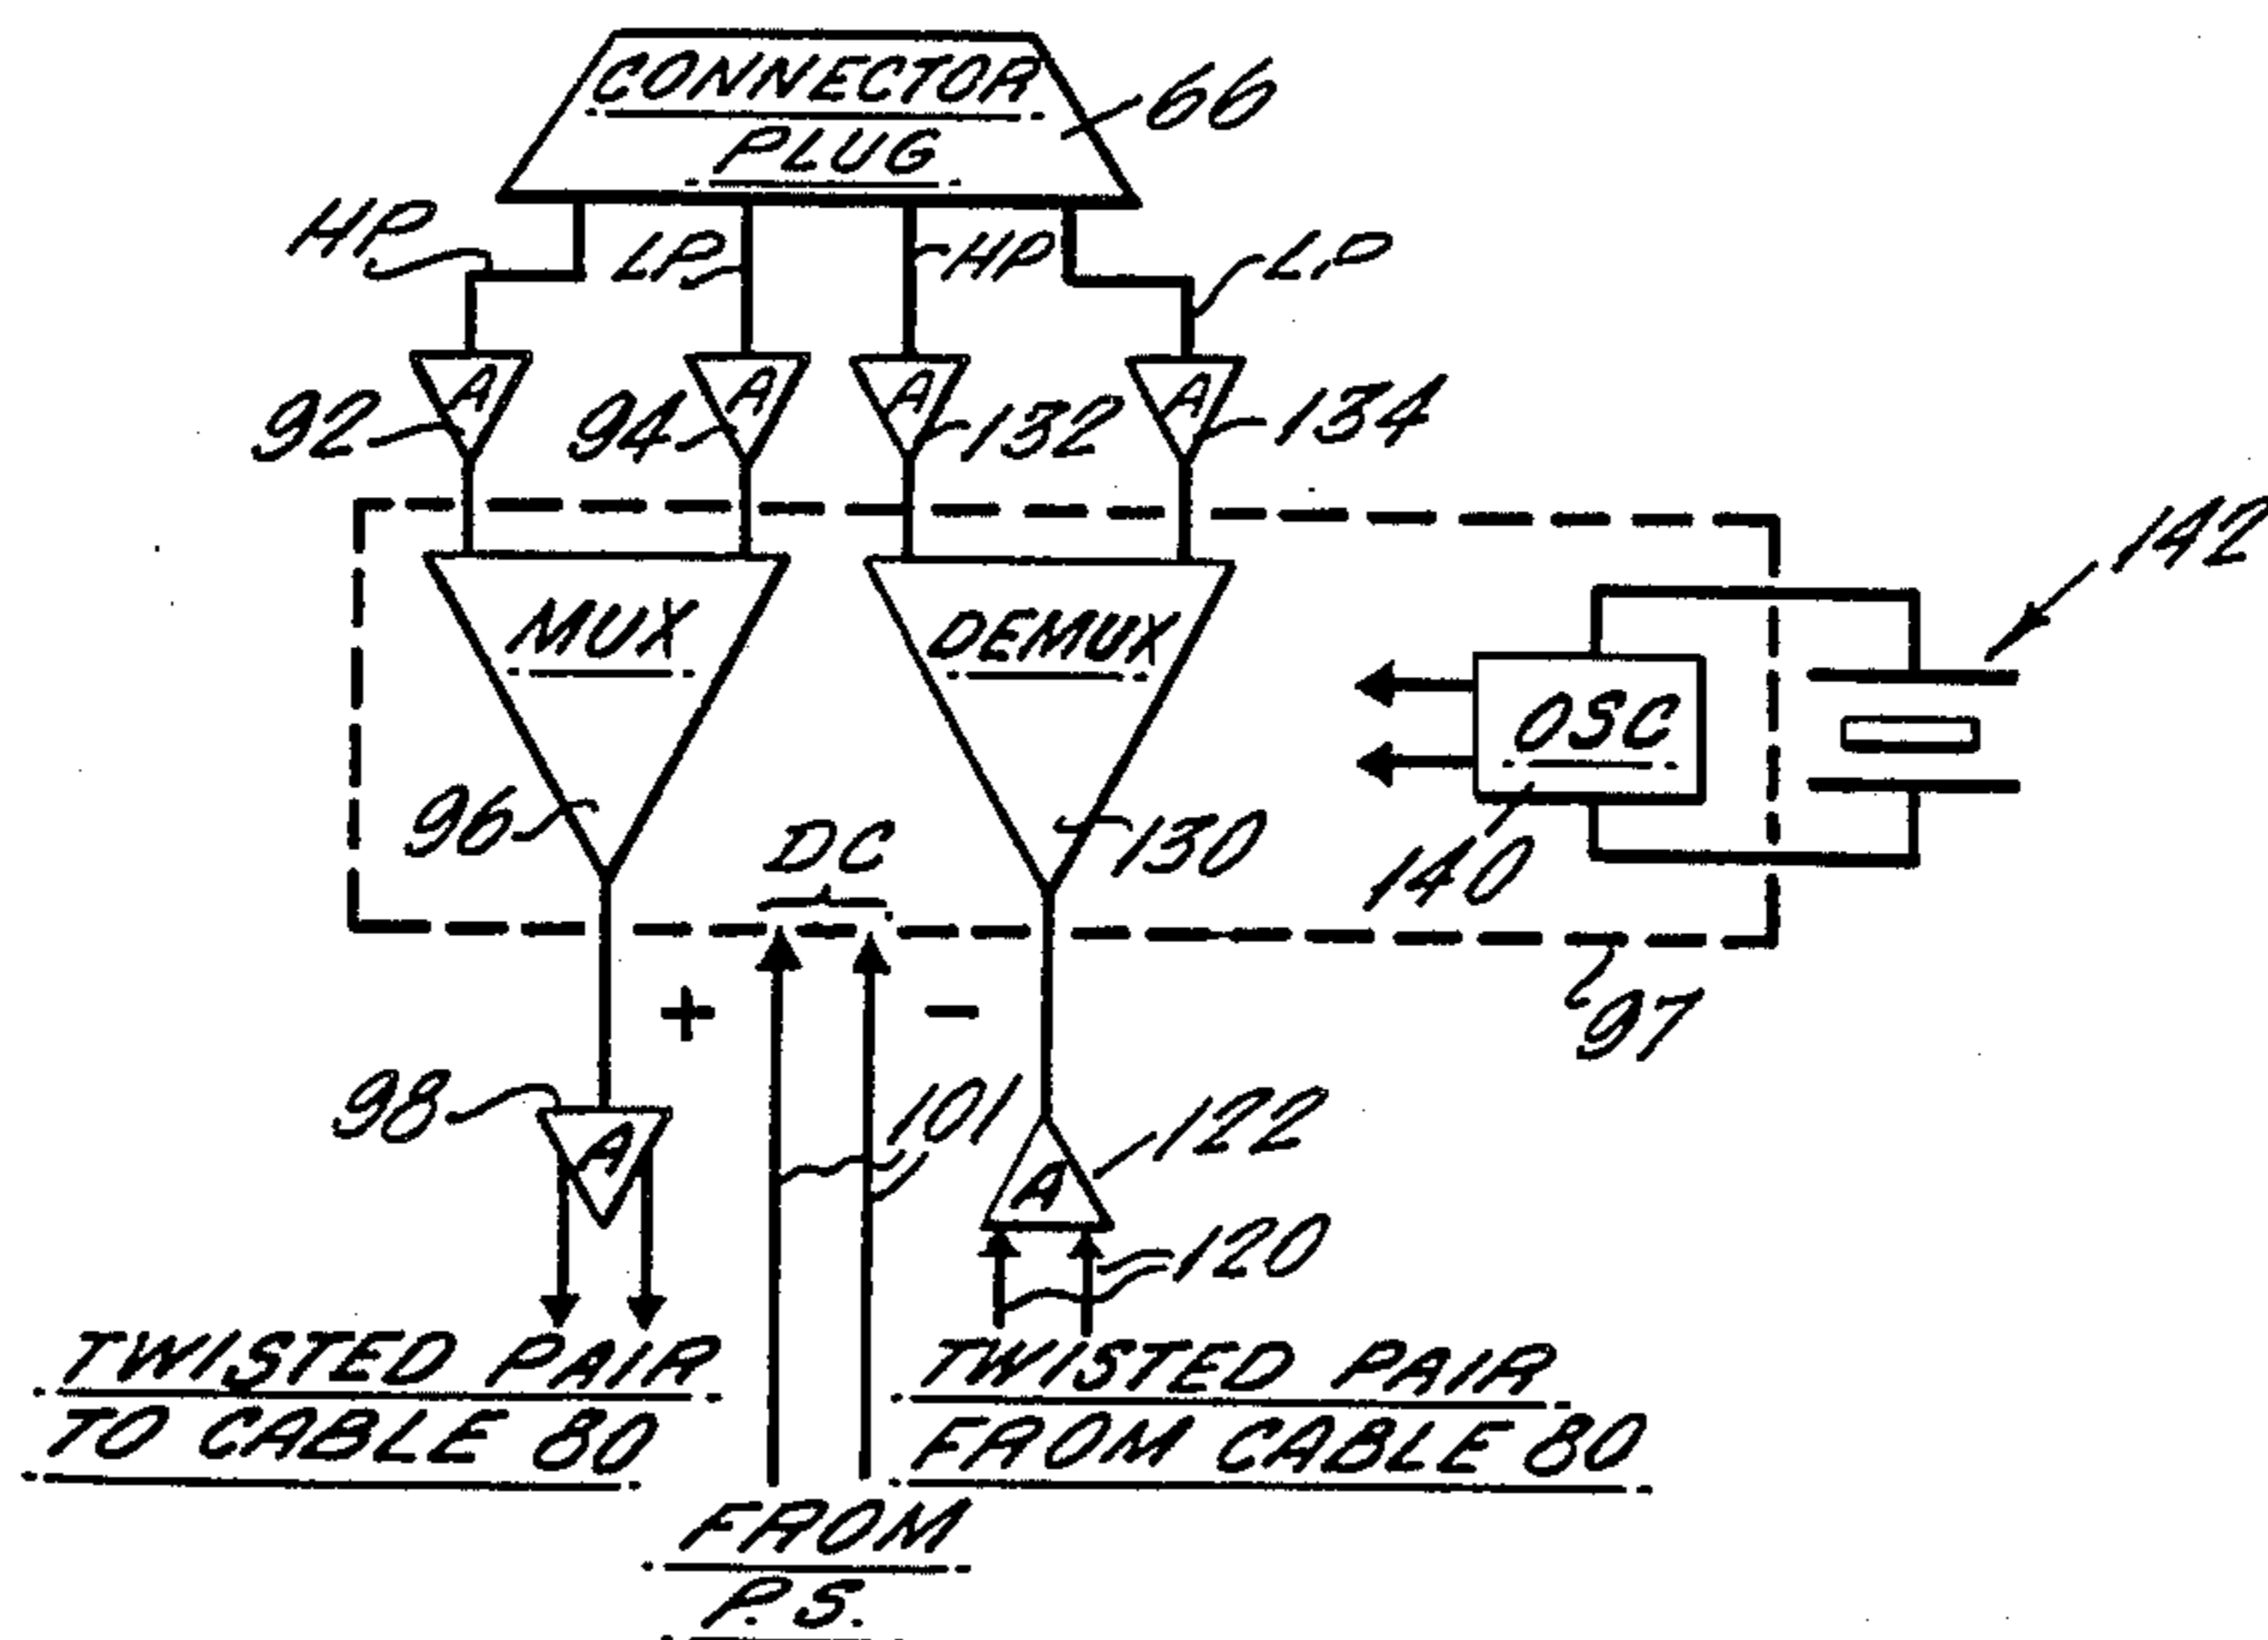 CONNECTOR
PLUG
66
HP
LP
HP
LP
A
A
A
A
92
94
132
134
142
MUX
DEMUX
OSC
96
DC
130
140
+
-
97
98
A
101
122
A
120
TWISTED PAIR
TO CABLE 80
TWISTED PAIR
FROM CABLE 80
FROM
P.S.